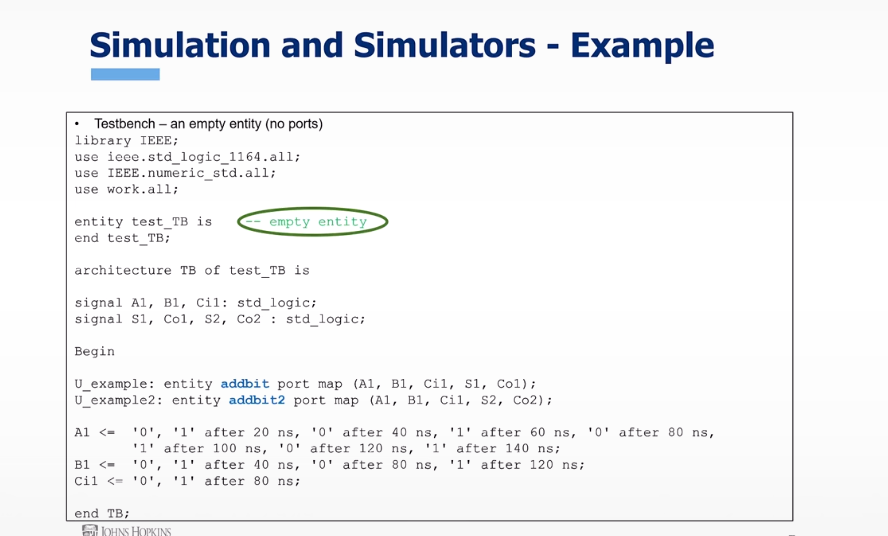 Simulation and Simulators - Example
• Testbench – an empty entity (no ports)
library IEEE;
use ieee.std_logic_1164.all;
use IEEE.numeric_std.all;
use work.all;
entity test_TB is -- empty entity
end test_TB;
architecture TB of test_TB is
signal A1, B1, Ci1: std_logic;
signal S1, Co1, S2, Co2 : std_logic;
Begin
U_example: entity addbit port map (A1, B1, Ci1, S1, Co1);
U_example2: entity addbit2 port map (A1, B1, Ci1, S2, Co2);
A1 <= '0', '1' after 20 ns, '0' after 40 ns, '1' after 60 ns, '0' after 80 ns,
'1' after 100 ns, '0' after 120 ns, '1' after 140 ns;
B1 <= '0', '1' after 40 ns, '0' after 80 ns, '1' after 120 ns;
Ci1 <= '0', '1' after 80 ns;
end TB;
JOHNS HOPKINS